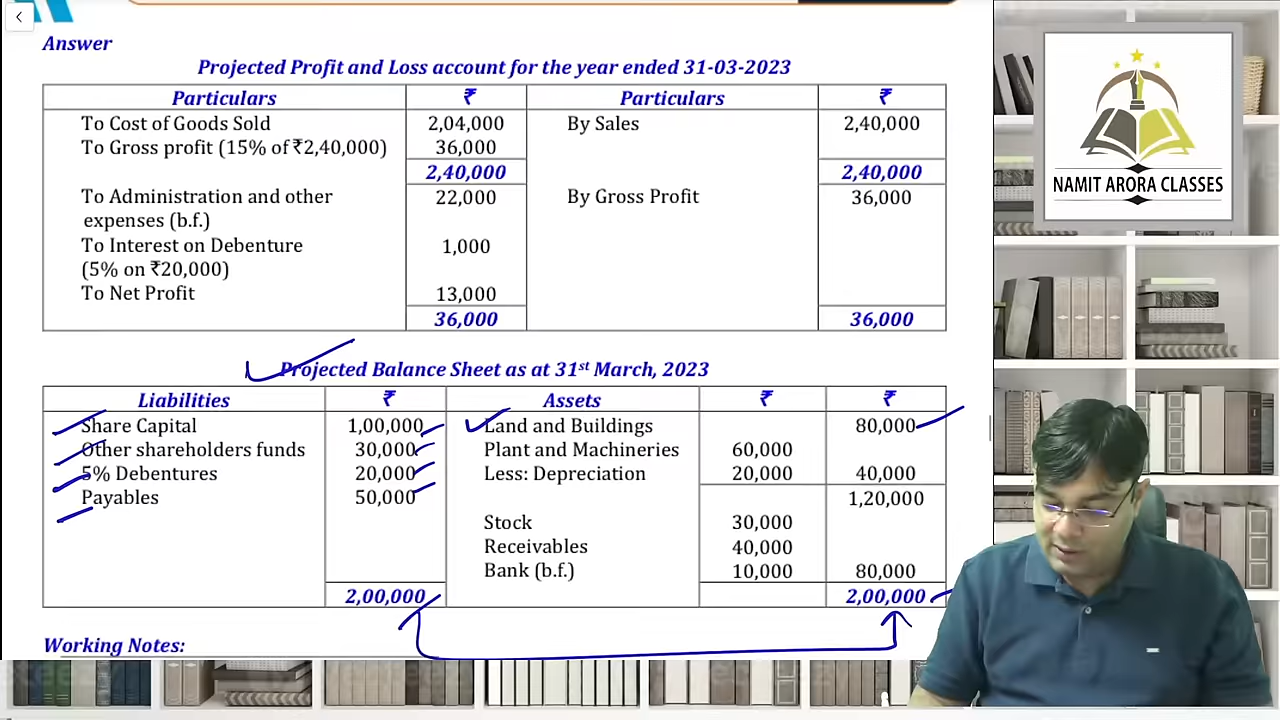 Answer
Projected Profit and Loss account for the year ended 31-03-2023
Particulars ₹ Particulars ₹
To Cost of Goods Sold 2,04,000 By Sales 2,40,000
To Gross profit (15% of ₹2,40,000) 36,000
2,40,000 2,40,000
To Administration and other 22,000 By Gross Profit 36,000
expenses (b.f.)
To Interest on Debenture 1,000
(5% on ₹20,000)
To Net Profit 13,000
36,000 36,000
Projected Balance Sheet as at 31st March, 2023
Liabilities ₹ Assets ₹ ₹
Share Capital 1,00,000 Land and Buildings 80,000
Other shareholders funds 30,000 Plant and Machineries 60,000
5% Debentures 20,000 Less: Depreciation 20,000 40,000
Payables 50,000 1,20,000
Stock 30,000
Receivables 40,000
Bank (b.f.) 10,000 80,000
2,00,000 2,00,000
Working Notes:
NAMIT ARORA CLASSES